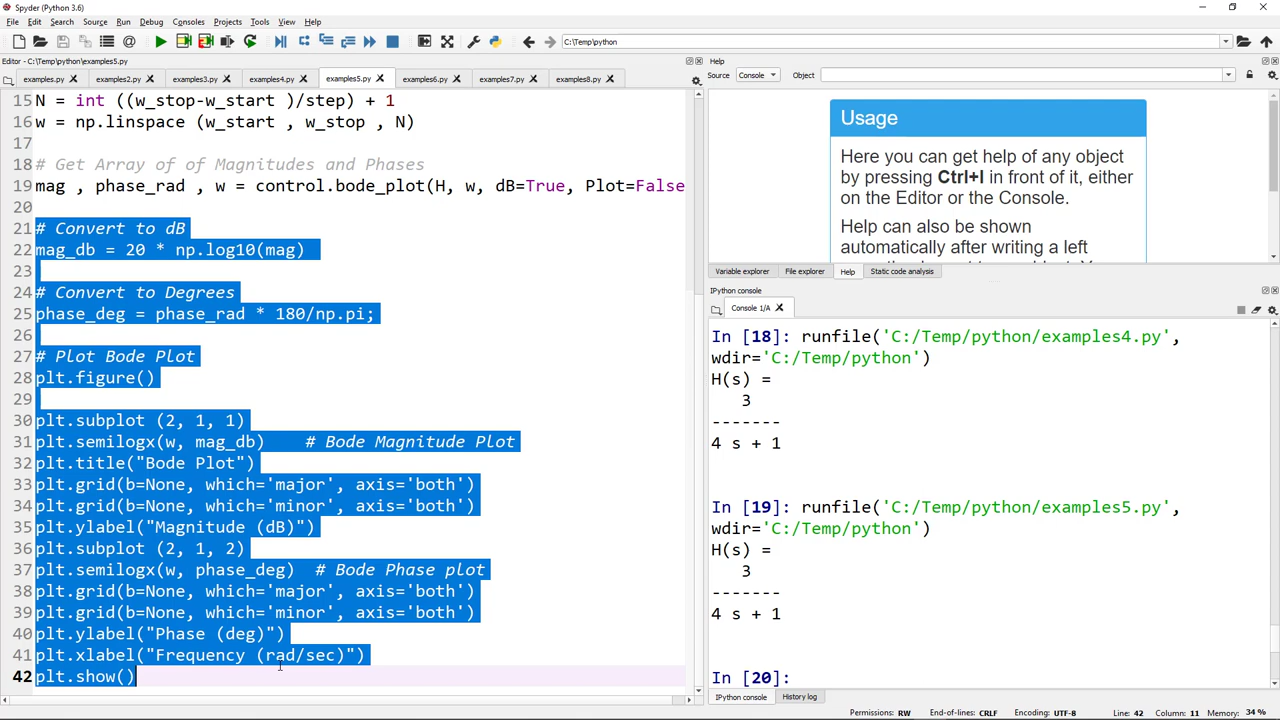 Spyder (Python 3.6)
File Edit Search Source Run Debug Consoles Projects Tools View Help
C:\Temp\python
Editor - C:\Temp\python\examples5.py
examples.py examples2.py examples3.py examples4.py examples5.py examples6.py examples7.py examples8.py
15 N = int ((w_stop-w_start )/step) + 1
16 w = np.linspace (w_start , w_stop , N)
17
18 # Get Array of of Magnitudes and Phases
19 mag , phase_rad , w = control.bode_plot(H, w, dB=True, Plot=False
20
21 # Convert to dB
22 mag_db = 20 * np.log10(mag)
23
24 # Convert to Degrees
25 phase_deg = phase_rad * 180/np.pi;
26
27 # Plot Bode Plot
28 plt.figure()
29
30 plt.subplot (2, 1, 1)
31 plt.semilogx(w, mag_db)    # Bode Magnitude Plot
32 plt.title("Bode Plot")
33 plt.grid(b=None, which='major', axis='both')
34 plt.grid(b=None, which='minor', axis='both')
35 plt.ylabel("Magnitude (dB)")
36 plt.subplot (2, 1, 2)
37 plt.semilogx(w, phase_deg)  # Bode Phase plot
38 plt.grid(b=None, which='major', axis='both')
39 plt.grid(b=None, which='minor', axis='both')
40 plt.ylabel("Phase (deg)")
41 plt.xlabel("Frequency (rad/sec)")
42 plt.show()
Help
Source Console Object
Usage
Here you can get help of any object
by pressing Ctrl+I in front of it, either
on the Editor or the Console.
Help can also be shown
automatically after writing a left
Variable explorer File explorer Help Static code analysis
IPython console
Console 1/A
In [18]: runfile('C:/Temp/python/examples4.py',
wdir='C:/Temp/python')
H(s) =
3
-------
4 s + 1
In [19]: runfile('C:/Temp/python/examples5.py',
wdir='C:/Temp/python')
H(s) =
3
-------
4 s + 1
In [20]:
IPython console History log
Permissions: RW End-of-lines: CRLF Encoding: UTF-8 Line: 42 Column: 11 Memory: 34 %